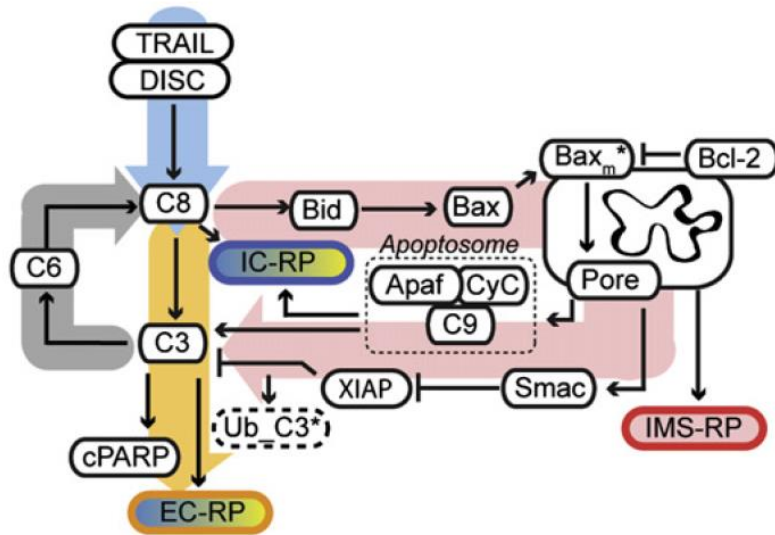 TRAIL
DISC
Baxm*
Bcl-2
C8
Bid
Bax
Apoptosome
C6
IC-RP
Apaf
CyC
Pore
C9
C3
XIAP
Smac
Ub_C3*
IMS-RP
cPARP
EC-RP